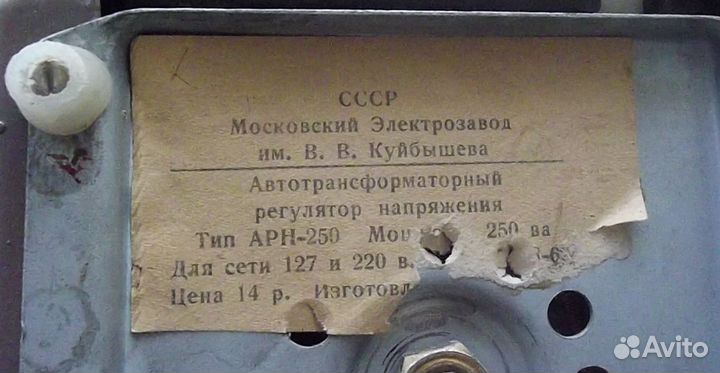 СССР
Московский Электрозавод
им. В. В. Куйбышева
Автотрансформаторный
регулятор напряжения
Тип АРН-250 250 ва
Для сети 127 и 220 в.
Цена 14 р.
Avito